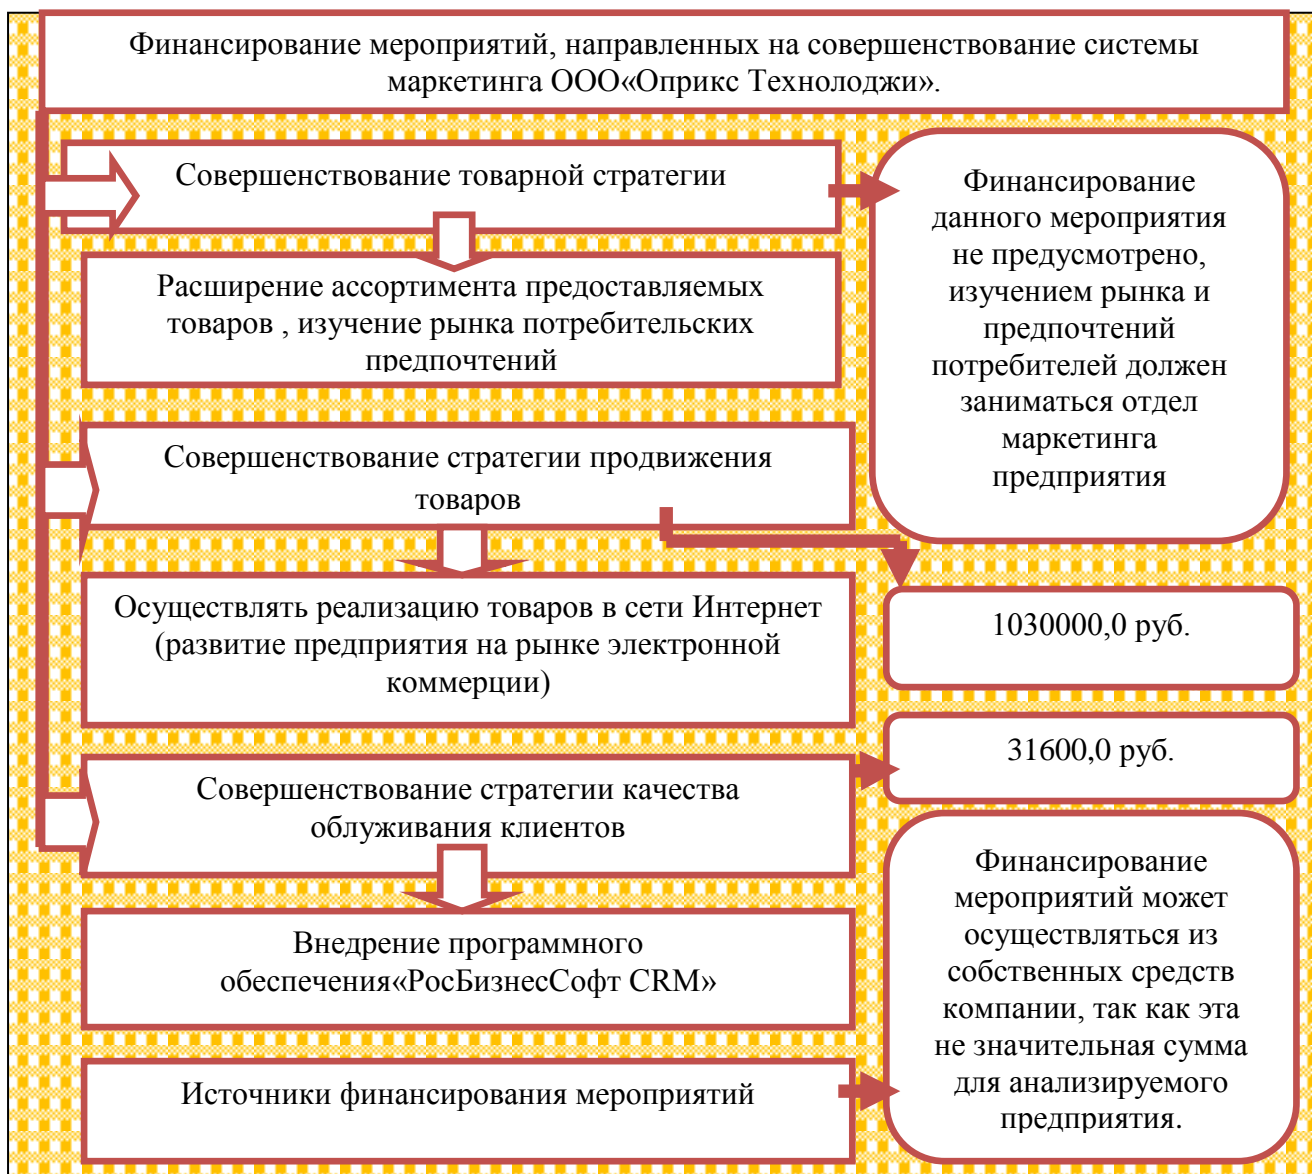 Финансирование мероприятий, направленных на совершенствование системы
маркетинга ООО«Оприкс Технолоджи».
Совершенствование товарной стратегии
Финансирование
данного мероприятия
не предусмотрено,
изучением рынка и
предпочтений
потребителей должен
заниматься отдел
маркетинга
предприятия
Расширение ассортимента предоставляемых
товаров , изучение рынка потребительских
предпочтений
Совершенствование стратегии продвижения
товаров
Осуществлять реализацию товаров в сети Интернет
(развитие предприятия на рынке электронной
коммерции)
1030000,0 руб.
Совершенствование стратегии качества
облуживания клиентов
31600,0 руб.
Внедрение программного
обеспечения«РосБизнесСофт CRM»
Источники финансирования мероприятий
Финансирование
мероприятий может
осуществляться из
собственных средств
компании, так как эта
не значительная сумма
для анализируемого
предприятия.